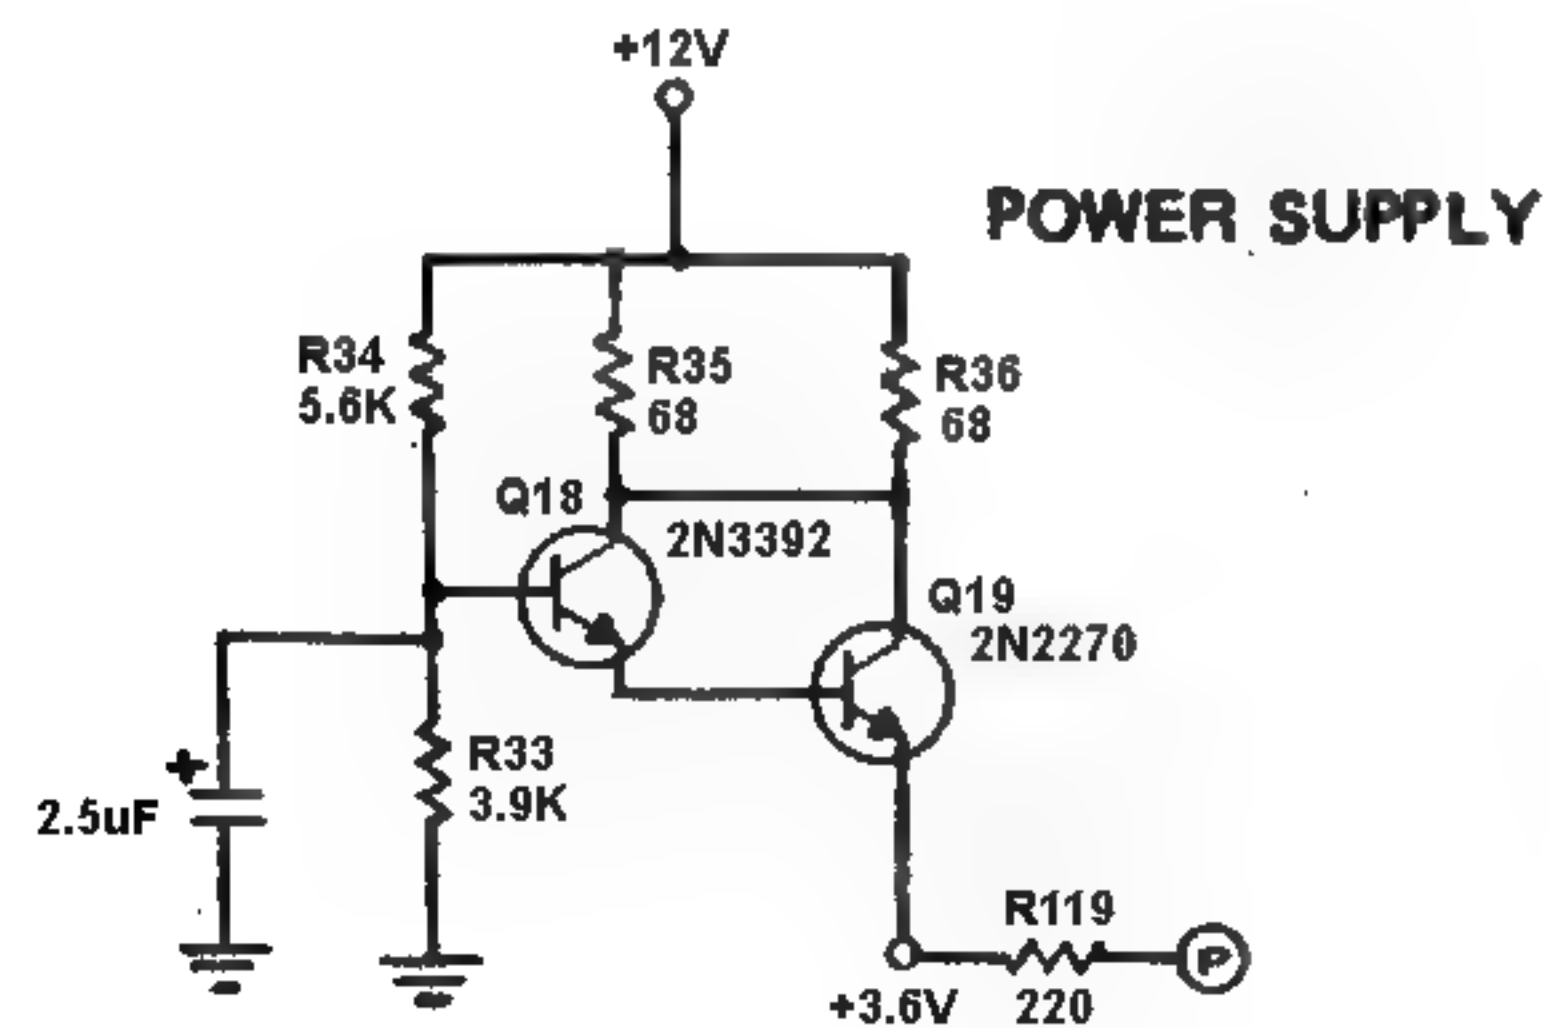 +12V
POWER SUPPLY
R34
5.6K
R35
68
R36
68
Q18
2N3392
Q19
2N2270
+
2.5uF
R33
3.9K
R119
220
P
+3.6V